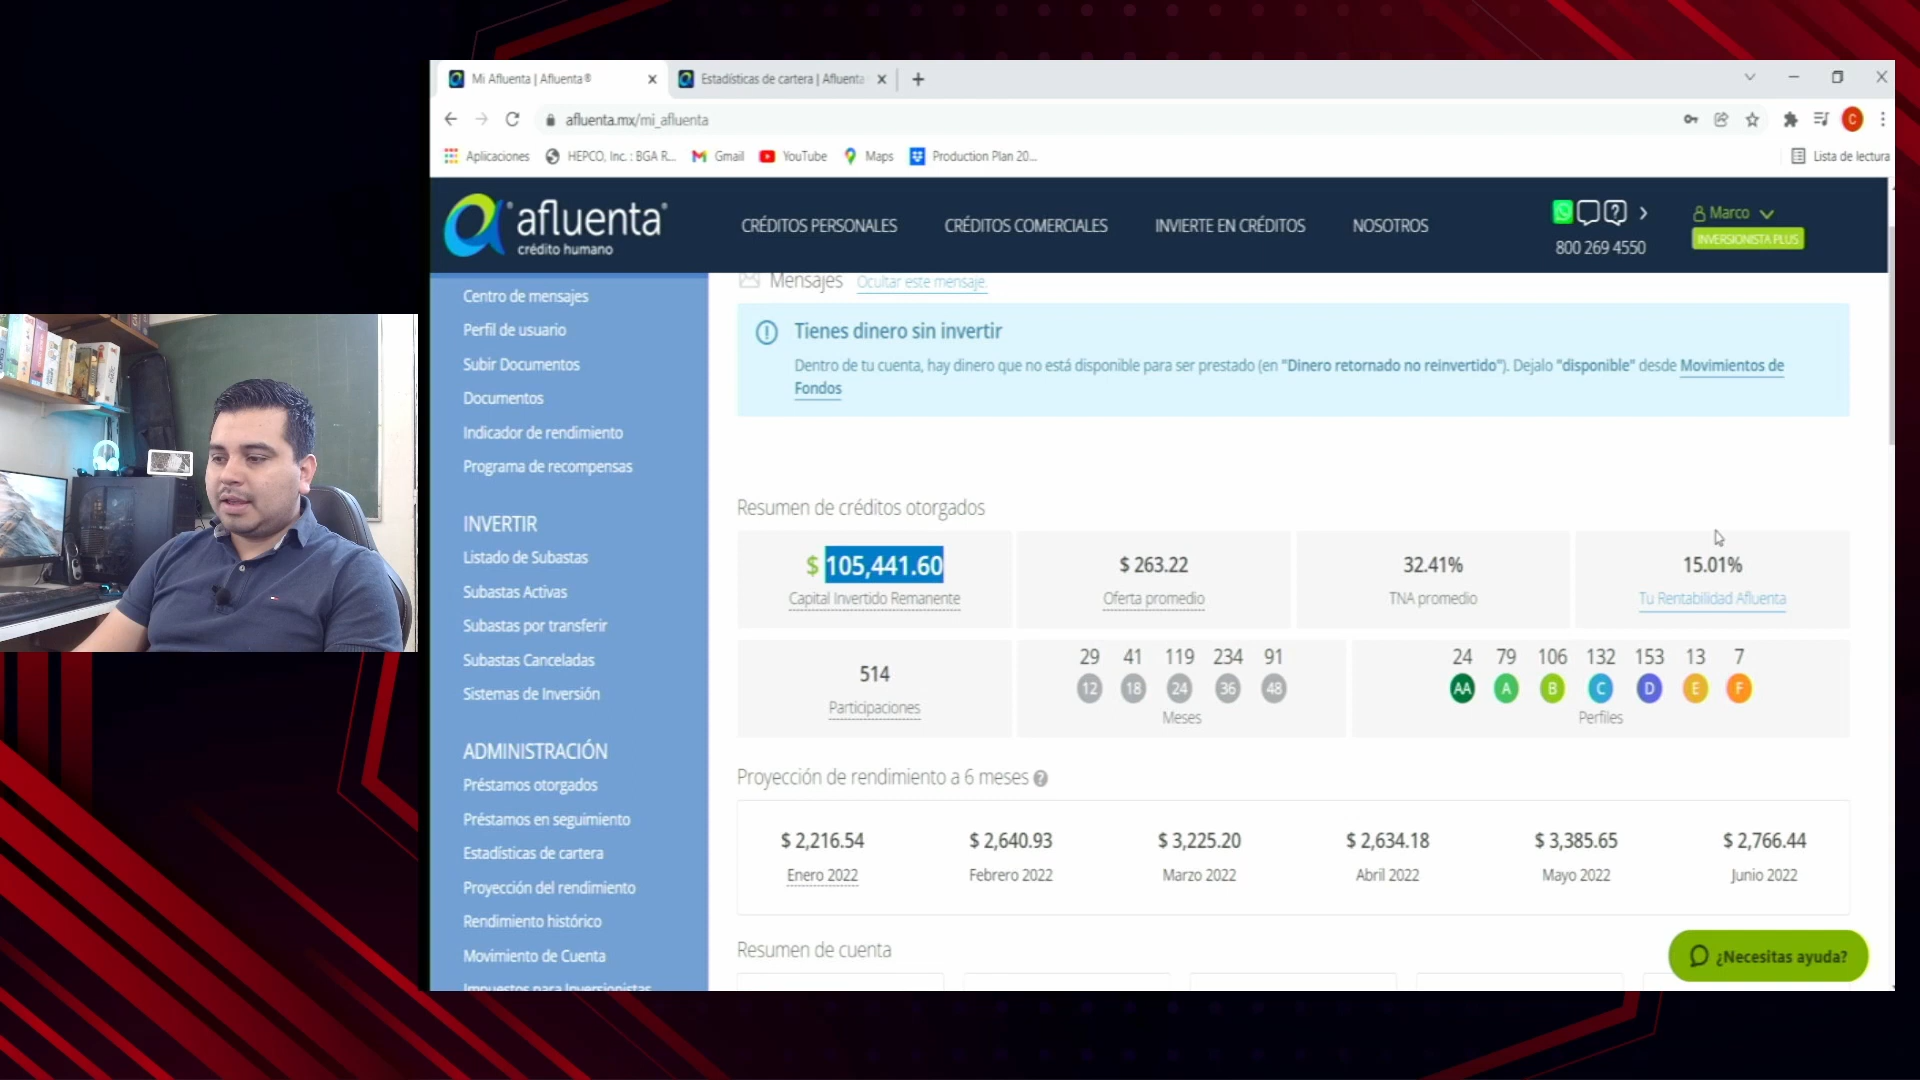 Mi Afluenta | Afluenta®
Estadísticas de cartera | Afluenta
afluenta.mx/mi_afluenta
C
Aplicaciones
HEPCO, Inc. : BGA R...
Gmail
YouTube
Maps
Production Plan 20...
Lista de lectura
afluenta®
crédito humano
CRÉDITOS PERSONALES
CRÉDITOS COMERCIALES
INVIERTE EN CRÉDITOS
NOSOTROS
800 269 4550
Marco
INVERSIONISTA PLUS
Centro de mensajes
Perfil de usuario
Subir Documentos
Documentos
Indicador de rendimiento
Programa de recompensas
INVERTIR
Listado de Subastas
Subastas Activas
Subastas por transferir
Subastas Canceladas
Sistemas de Inversión
ADMINISTRACIÓN
Préstamos otorgados
Préstamos en seguimiento
Estadísticas de cartera
Proyección del rendimiento
Rendimiento histórico
Movimiento de Cuenta
Impuestos para Inversionistas
Mensajes Ocultar este mensaje.
Tienes dinero sin invertir
Dentro de tu cuenta, hay dinero que no está disponible para ser prestado (en "Dinero retornado no reinvertido"). Dejalo "disponible" desde Movimientos de
Fondos
Resumen de créditos otorgados
$ 105,441.60
Capital Invertido Remanente
$ 263.22
Oferta promedio
32.41%
TNA promedio
15.01%
Tu Rentabilidad Afluenta
514
Participaciones
29 41 119 234 91
12 18 24 36 48
Meses
24 79 106 132 153 13 7
AA A B C D E F
Perfiles
Proyección de rendimiento a 6 meses ?
$ 2,216.54 $ 2,640.93 $ 3,225.20 $ 2,634.18 $ 3,385.65 $ 2,766.44
Enero 2022 Febrero 2022 Marzo 2022 Abril 2022 Mayo 2022 Junio 2022
Resumen de cuenta
¿Necesitas ayuda?